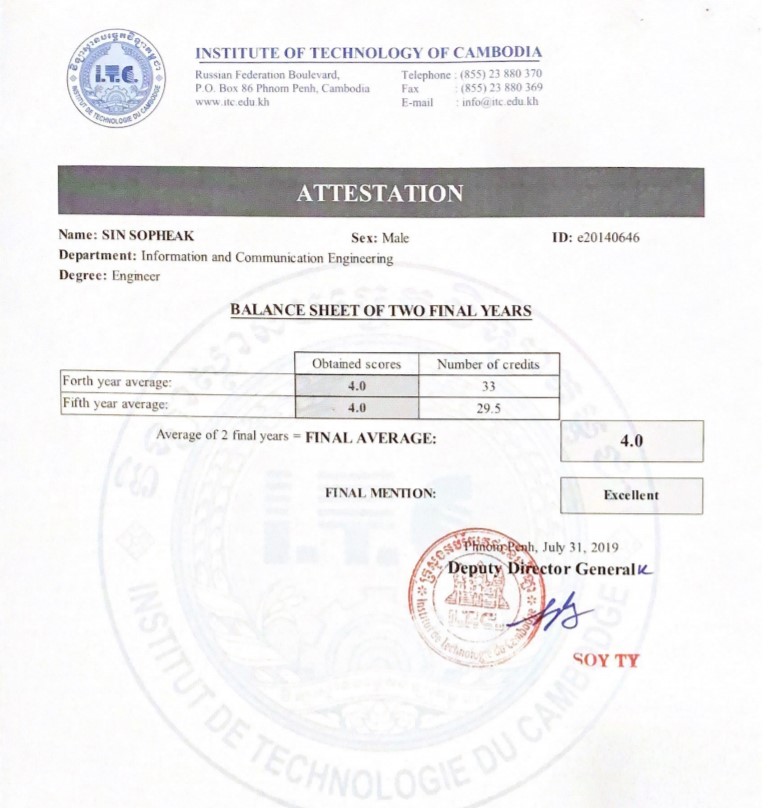 I.T.C.
INSTITUT DE TECHNOLOGIE DU CAMBODGE
INSTITUTE OF TECHNOLOGY OF CAMBODIA
Russian Federation Boulevard,
P.O. Box 86 Phnom Penh, Cambodia
www.itc.edu.kh
Telephone : (855) 23 880 370
Fax : (855) 23 880 369
E-mail : info@itc.edu.kh
ATTESTATION
Name: SIN SOPHEAK Sex: Male ID: e20140646
Department: Information and Communication Engineering
Degree: Engineer
BALANCE SHEET OF TWO FINAL YEARS
Obtained scores Number of credits
Forth year average: 4.0 33
Fifth year average: 4.0 29.5
Average of 2 final years = FINAL AVERAGE: 4.0
FINAL MENTION: Excellent
Phnom Penh, July 31, 2019
Deputy Director General
Institut de Technologie du Cambodge
SOY TY
I.T.C
INSTITUT DE TECHNOLOGIE DU CAMBODGE